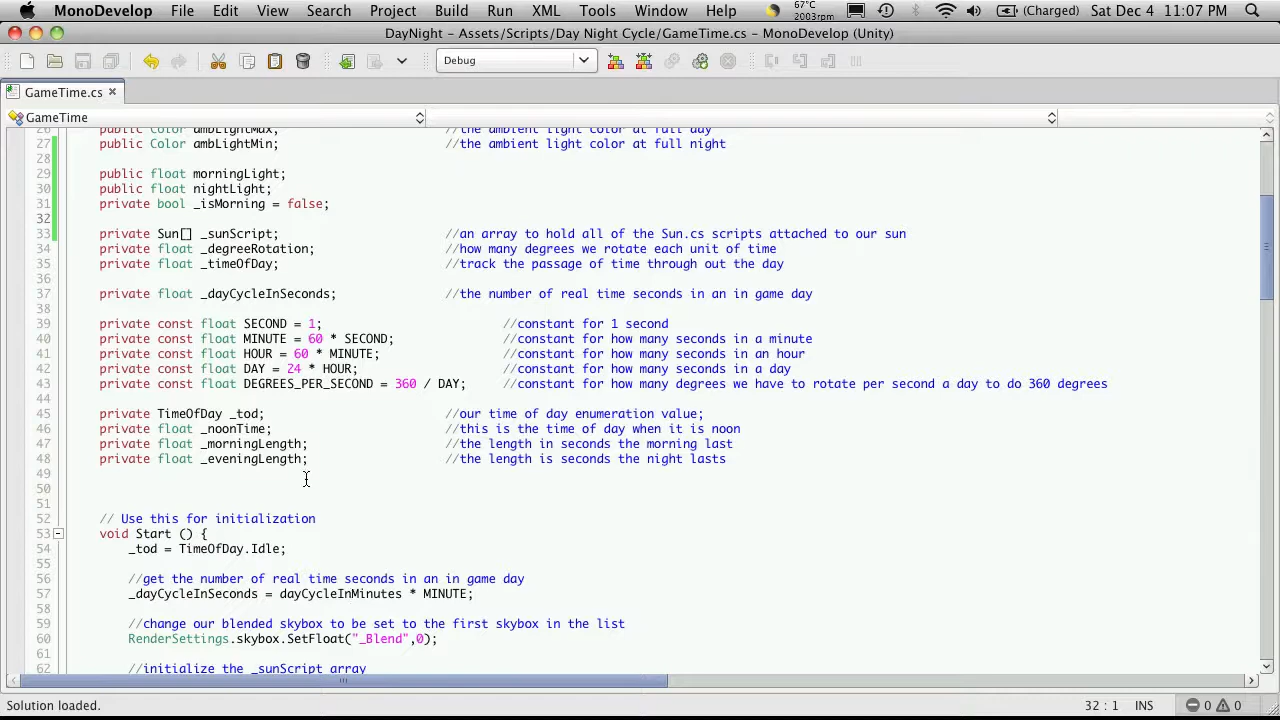 MonoDevelop File Edit View Search Project Build Run XML Tools Window Help 67°C 2003rpm (Charged) Sat Dec 4 11:07 PM
DayNight – Assets/Scripts/Day Night Cycle/GameTime.cs – MonoDevelop (Unity)
Debug
GameTime.cs ×
GameTime
26 public Color ambLightMax; //the ambient light color at full day
27 public Color ambLightMin; //the ambient light color at full night
28
29 public float morningLight;
30 public float nightLight;
31 private bool _isMorning = false;
32
33 private Sun[] _sunScript; //an array to hold all of the Sun.cs scripts attached to our sun
34 private float _degreeRotation; //how many degrees we rotate each unit of time
35 private float _timeOfDay; //track the passage of time through out the day
36
37 private float _dayCycleInSeconds; //the number of real time seconds in an in game day
38
39 private const float SECOND = 1; //constant for 1 second
40 private const float MINUTE = 60 * SECOND; //constant for how many seconds in a minute
41 private const float HOUR = 60 * MINUTE; //constant for how many seconds in an hour
42 private const float DAY = 24 * HOUR; //constant for how many seconds in a day
43 private const float DEGREES_PER_SECOND = 360 / DAY; //constant for how many degrees we have to rotate per second a day to do 360 degrees
44
45 private TimeOfDay _tod; //our time of day enumeration value;
46 private float _noonTime; //this is the time of day when it is noon
47 private float _morningLength; //the length in seconds the morning last
48 private float _eveningLength; //the length is seconds the night lasts
49
50
51
52 // Use this for initialization
53 void Start () {
54 _tod = TimeOfDay.Idle;
55
56 //get the number of real time seconds in an in game day
57 _dayCycleInSeconds = dayCycleInMinutes * MINUTE;
58
59 //change our blended skybox to be set to the first skybox in the list
60 RenderSettings.skybox.SetFloat("_Blend",0);
61
62 //initialize the _sunScript array
Solution loaded. 32 : 1 INS 0 0